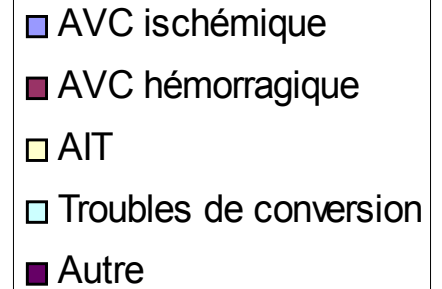 AVC ischémique
AVC hémorragique
AIT
Troubles de conversion
Autre